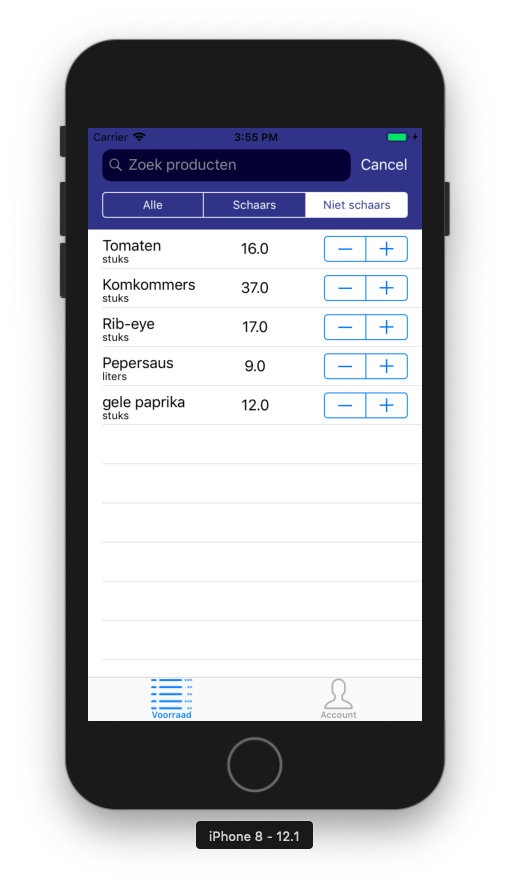 Carrier 3:55 PM
Zoek producten Cancel
Alle Schaars Niet schaars
Tomaten 16.0
stuks
Komkommers 37.0
stuks
Rib-eye 17.0
stuks
Pepersaus 9.0
liters
gele paprika 12.0
stuks
Voorraad Account
iPhone 8 - 12.1